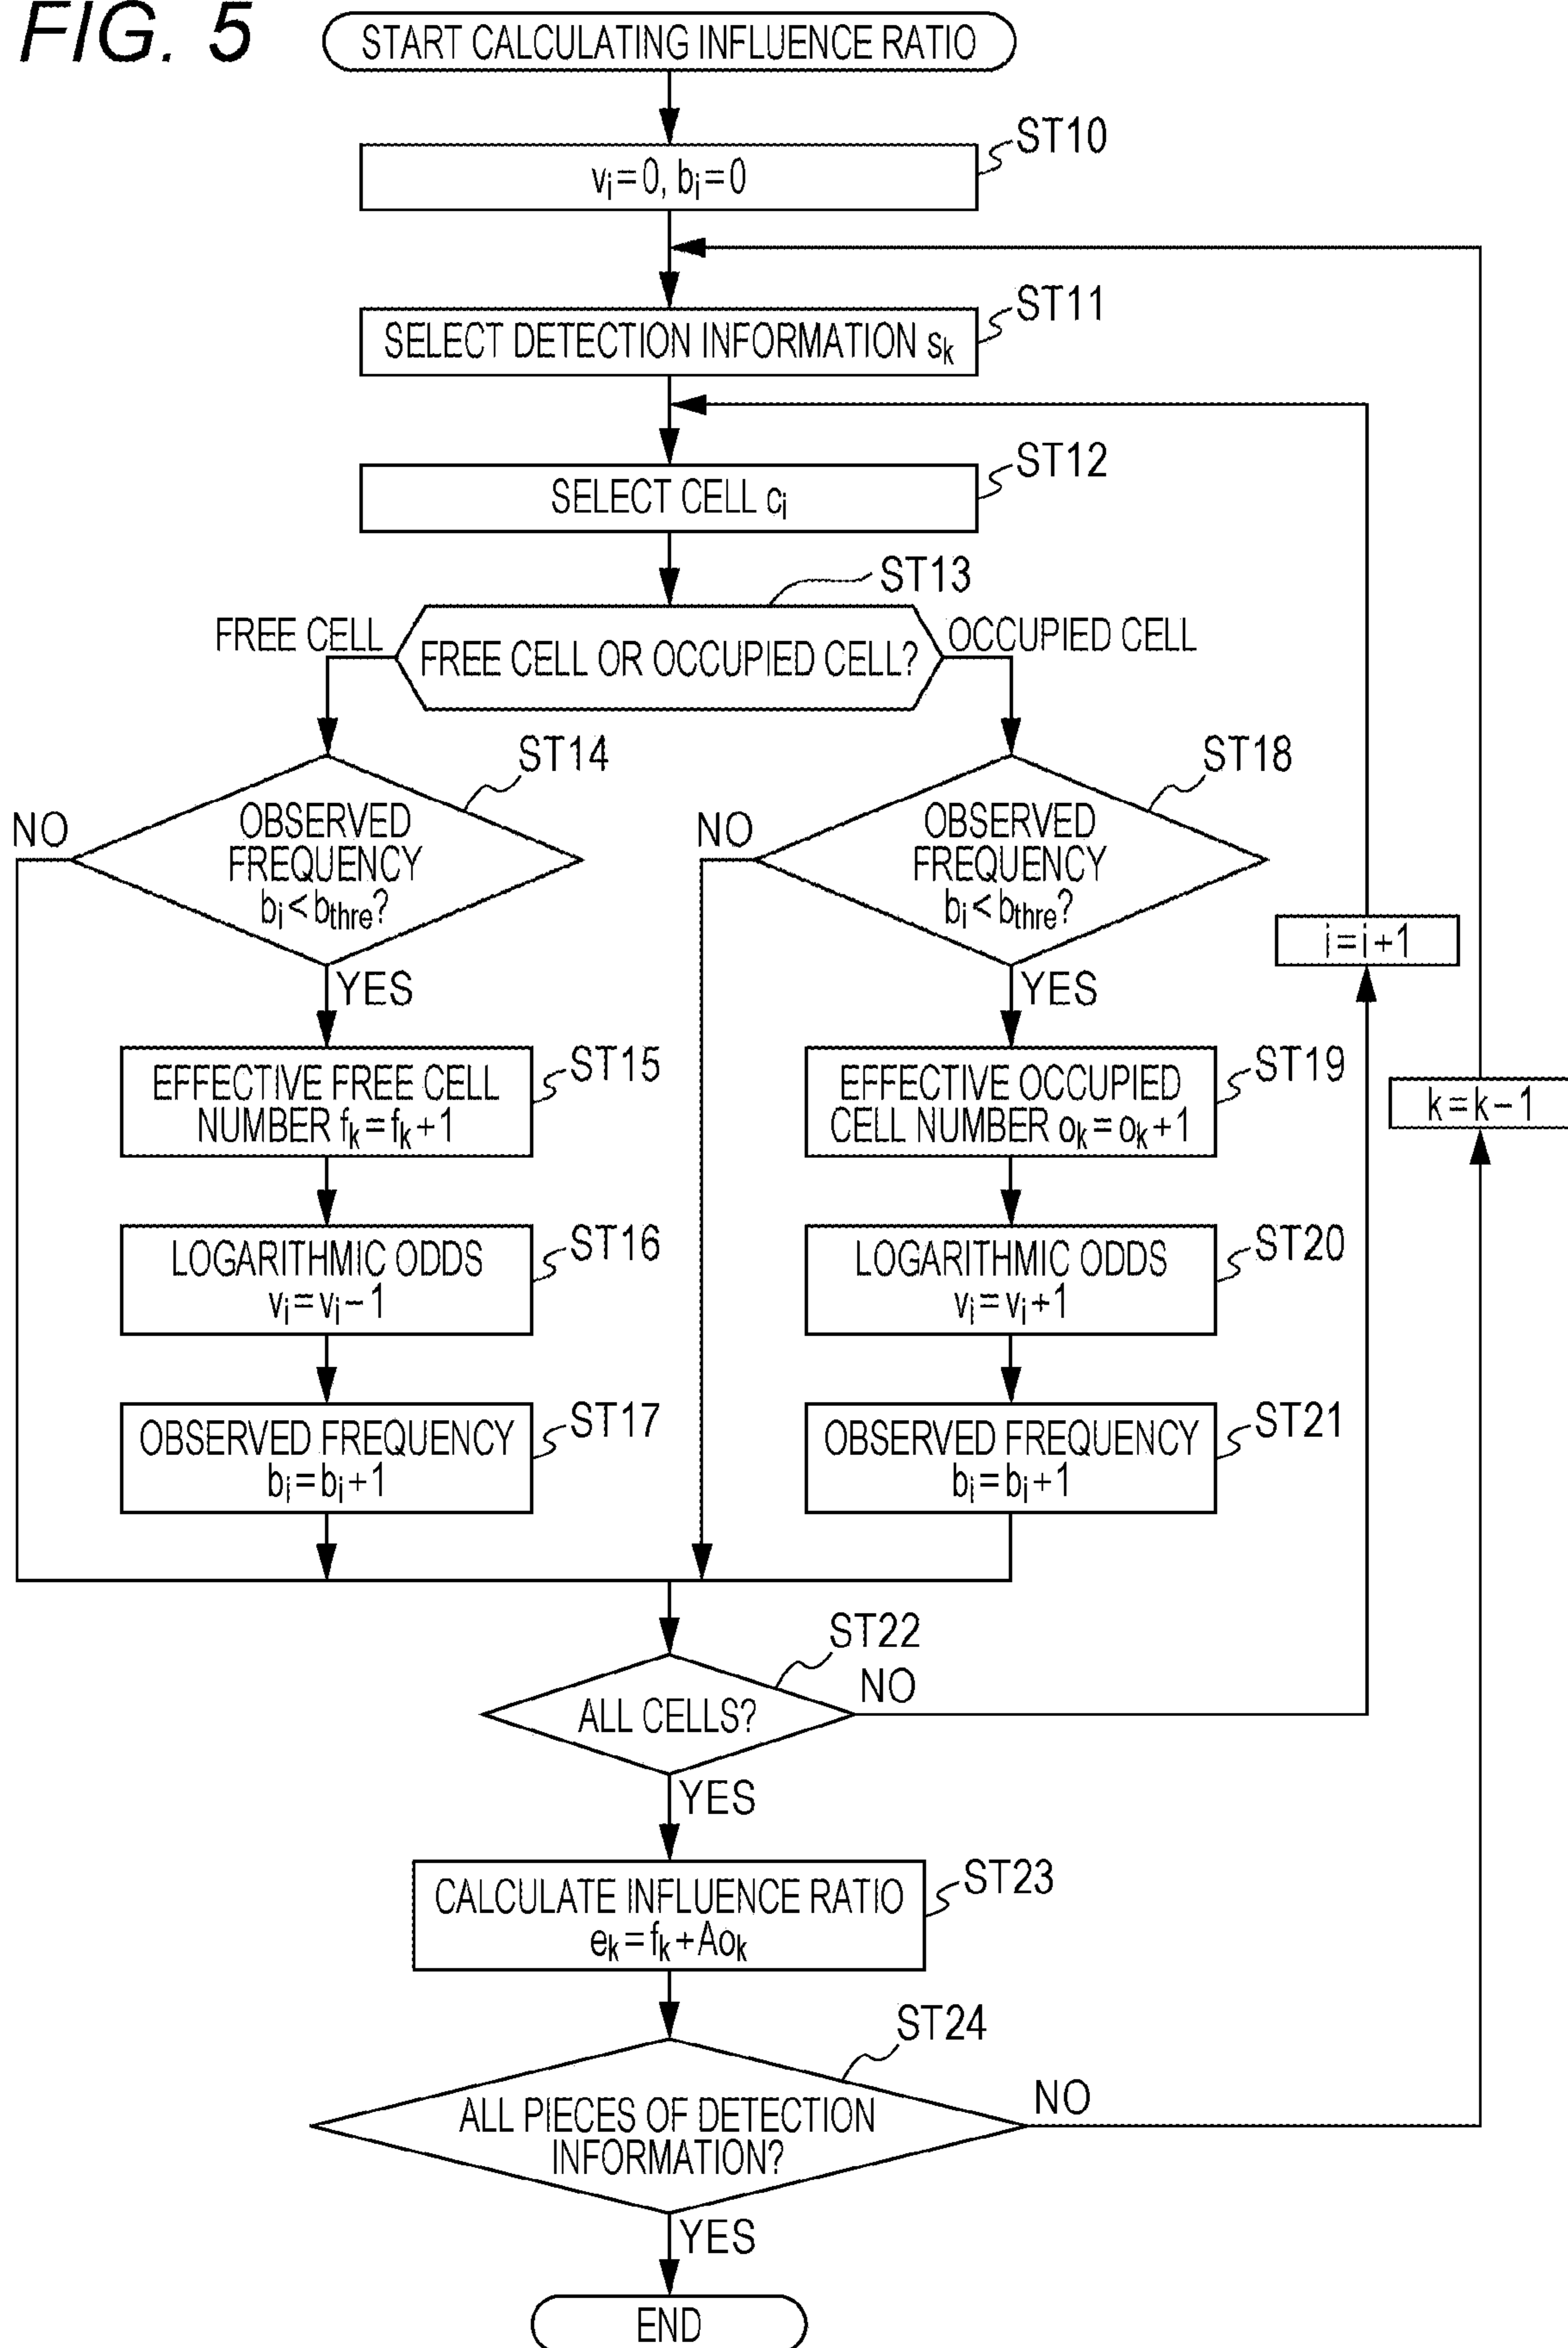 FIG. 5
START CALCULATING INFLUENCE RATIO
ST10
vi=0, bi=0
ST11
SELECT DETECTION INFORMATION sk
ST12
SELECT CELL ci
ST13
FREE CELL
FREE CELL OR OCCUPIED CELL?
OCCUPIED CELL
ST14
NO
OBSERVED
FREQUENCY
bi<bthre?
YES
ST18
NO
OBSERVED
FREQUENCY
bi<bthre?
YES
i=i+1
k=k-1
ST15
EFFECTIVE FREE CELL
NUMBER fk=fk+1
ST19
EFFECTIVE OCCUPIED
CELL NUMBER ok=ok+1
ST16
LOGARITHMIC ODDS
vi=vi-1
ST20
LOGARITHMIC ODDS
vi=vi+1
ST17
OBSERVED FREQUENCY
bi=bi+1
ST21
OBSERVED FREQUENCY
bi=bi+1
ST22
ALL CELLS?
NO
YES
ST23
CALCULATE INFLUENCE RATIO
ek=fk+Aok
ST24
ALL PIECES OF DETECTION
INFORMATION?
NO
YES
END